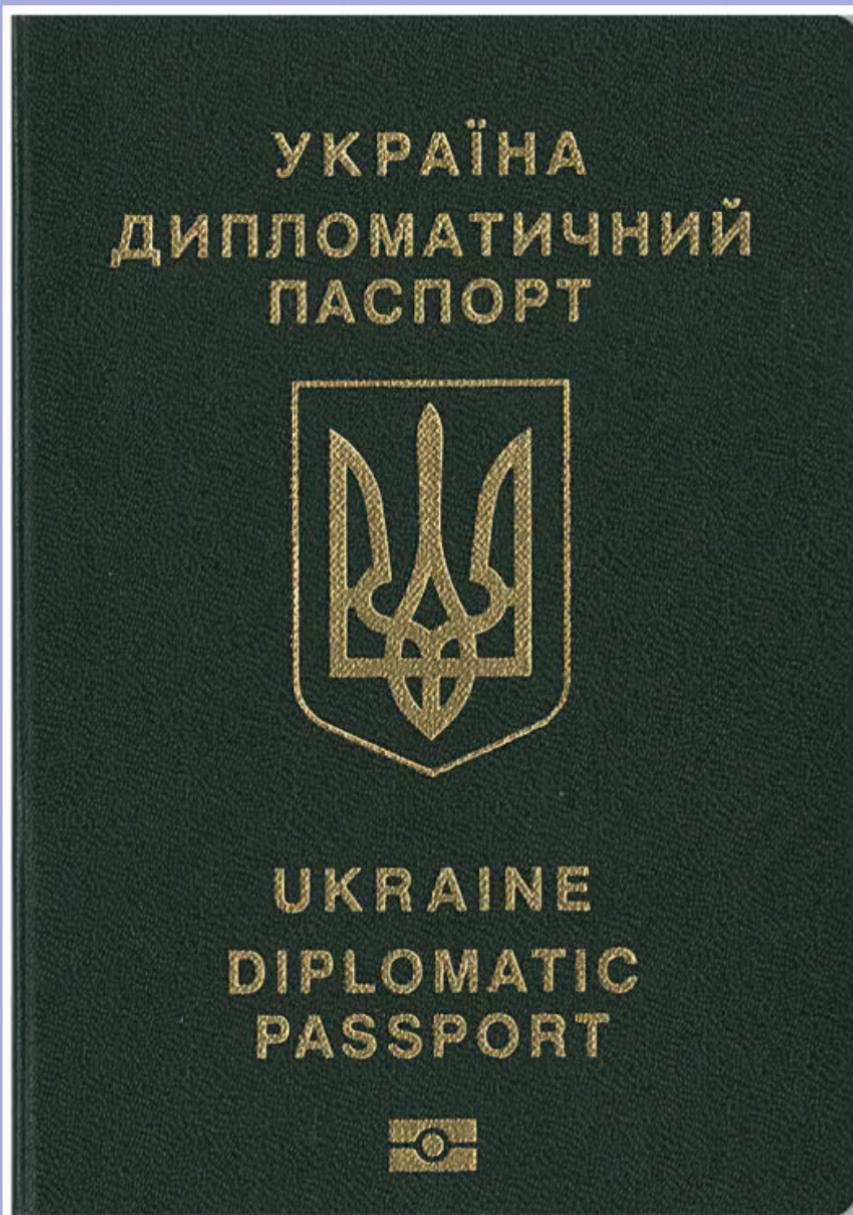 УКРАЇНА
ДИПЛОМАТИЧНИЙ
ПАСПОРТ
UKRAINE
DIPLOMATIC
PASSPORT